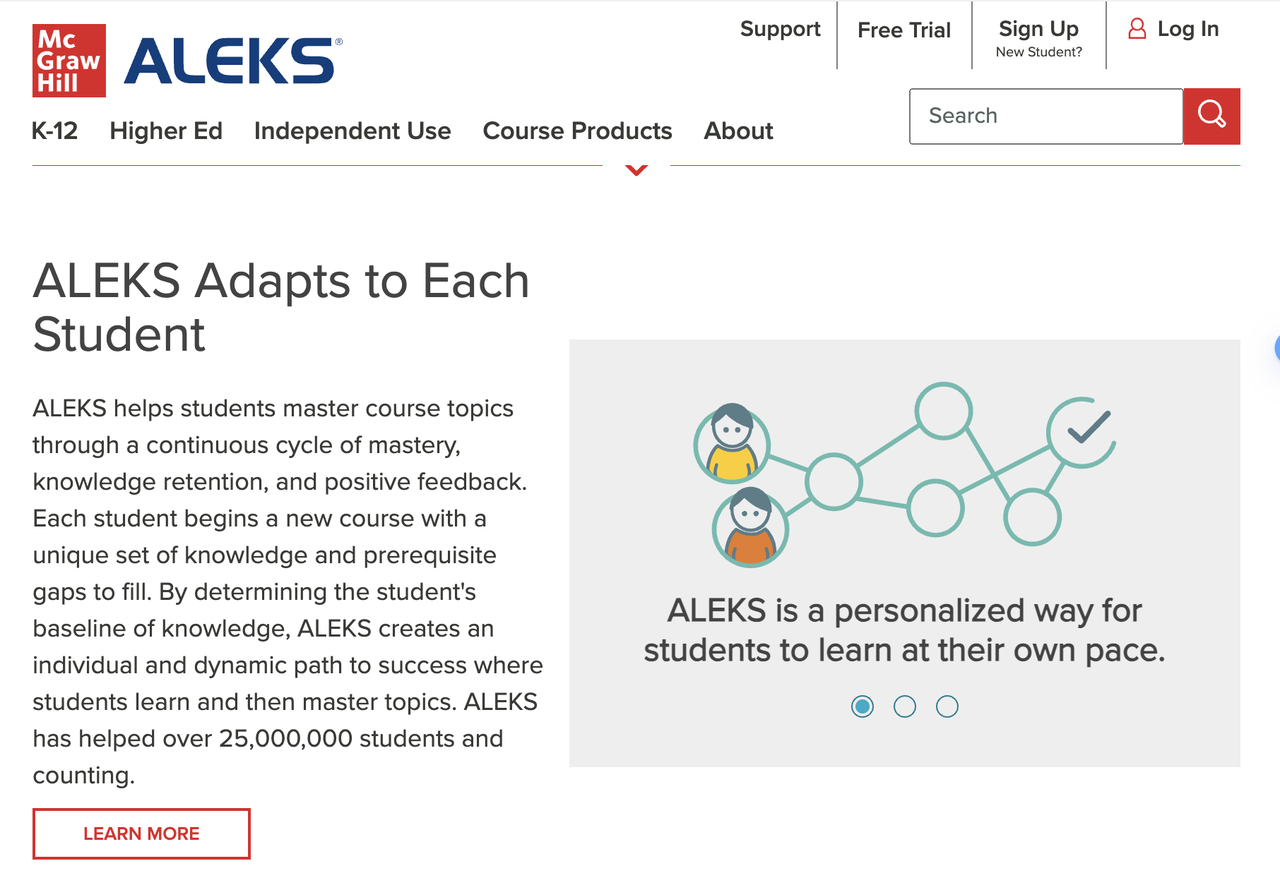 Mc
Graw
Hill
ALEKS®
Support
Free Trial
Sign Up
New Student?
Log In
K-12
Higher Ed
Independent Use
Course Products
About
Search
ALEKS Adapts to Each
Student
ALEKS helps students master course topics
through a continuous cycle of mastery,
knowledge retention, and positive feedback.
Each student begins a new course with a
unique set of knowledge and prerequisite
gaps to fill. By determining the student's
baseline of knowledge, ALEKS creates an
individual and dynamic path to success where
students learn and then master topics. ALEKS
has helped over 25,000,000 students and
counting.
LEARN MORE
ALEKS is a personalized way for
students to learn at their own pace.